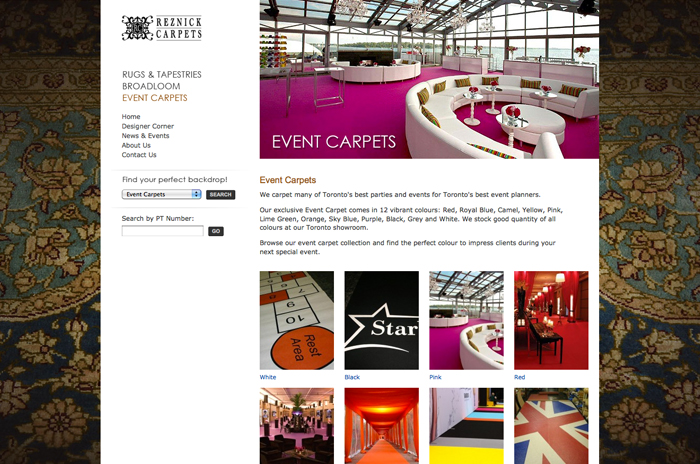 REZNICK
CARPETS
RUGS & TAPESTRIES
BROADLOOM
EVENT CARPETS
Home
Designer Corner
News & Events
About Us
Contact Us
Find your perfect backdrop!
Event Carpets
SEARCH
Search by PT Number:
GO
EVENT CARPETS
Event Carpets
We carpet many of Toronto's best parties and events for Toronto's best event planners.
Our exclusive Event Carpet comes in 12 vibrant colours: Red, Royal Blue, Camel, Yellow, Pink,
Lime Green, Orange, Sky Blue, Purple, Black, Grey and White. We stock good quantity of all
colours at our Toronto showroom.
Browse our event carpet collection and find the perfect colour to impress clients during your
next special event.
8
9
10
Rest
Area
Star
White
Black
Pink
Red